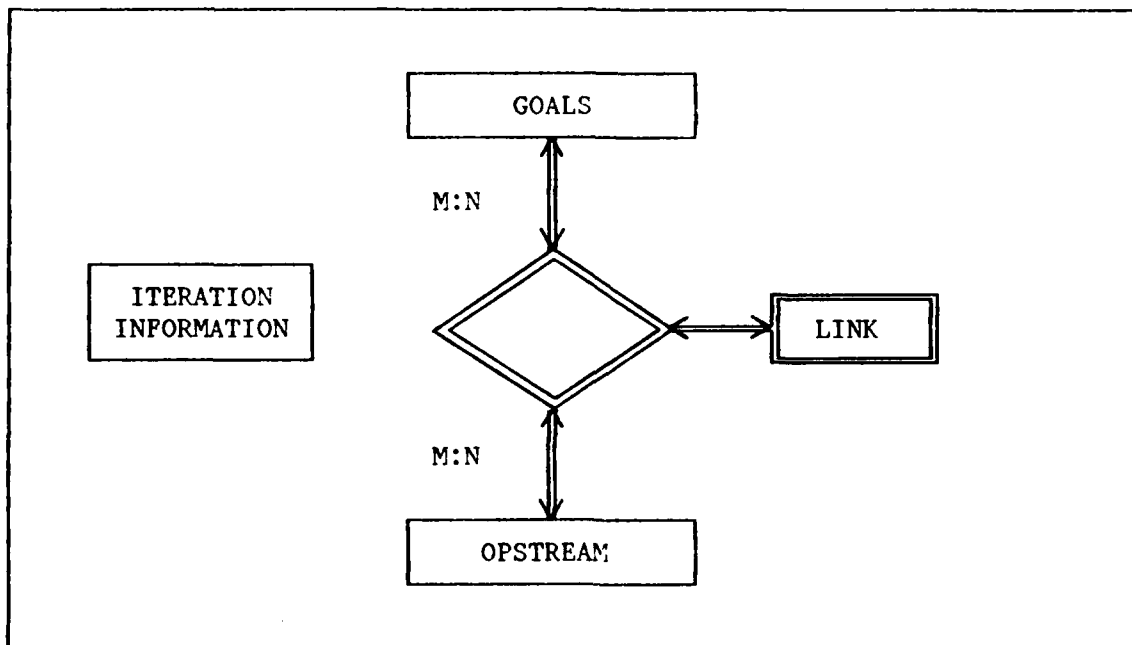 GOALS
M:N
ITERATION
INFORMATION
LINK
M:N
OPSTREAM